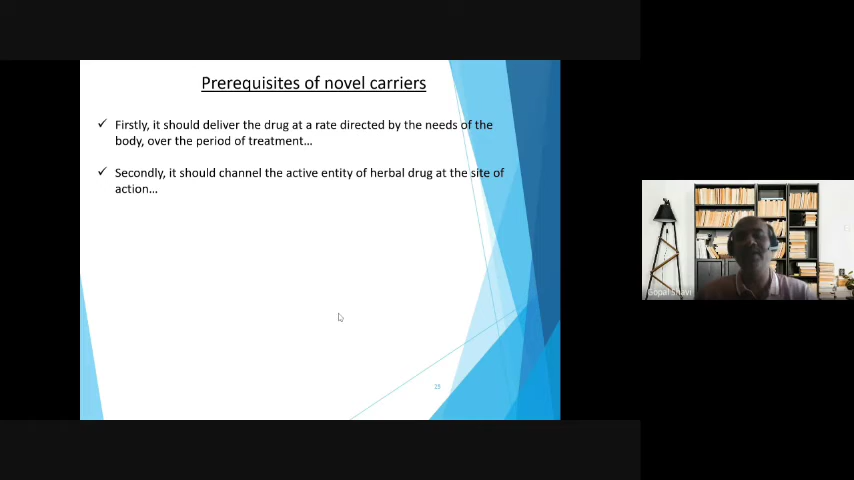 Prerequisites of novel carriers
✓ Firstly, it should deliver the drug at a rate directed by the needs of the
body, over the period of treatment...
✓ Secondly, it should channel the active entity of herbal drug at the site of
action...
25
Gopal